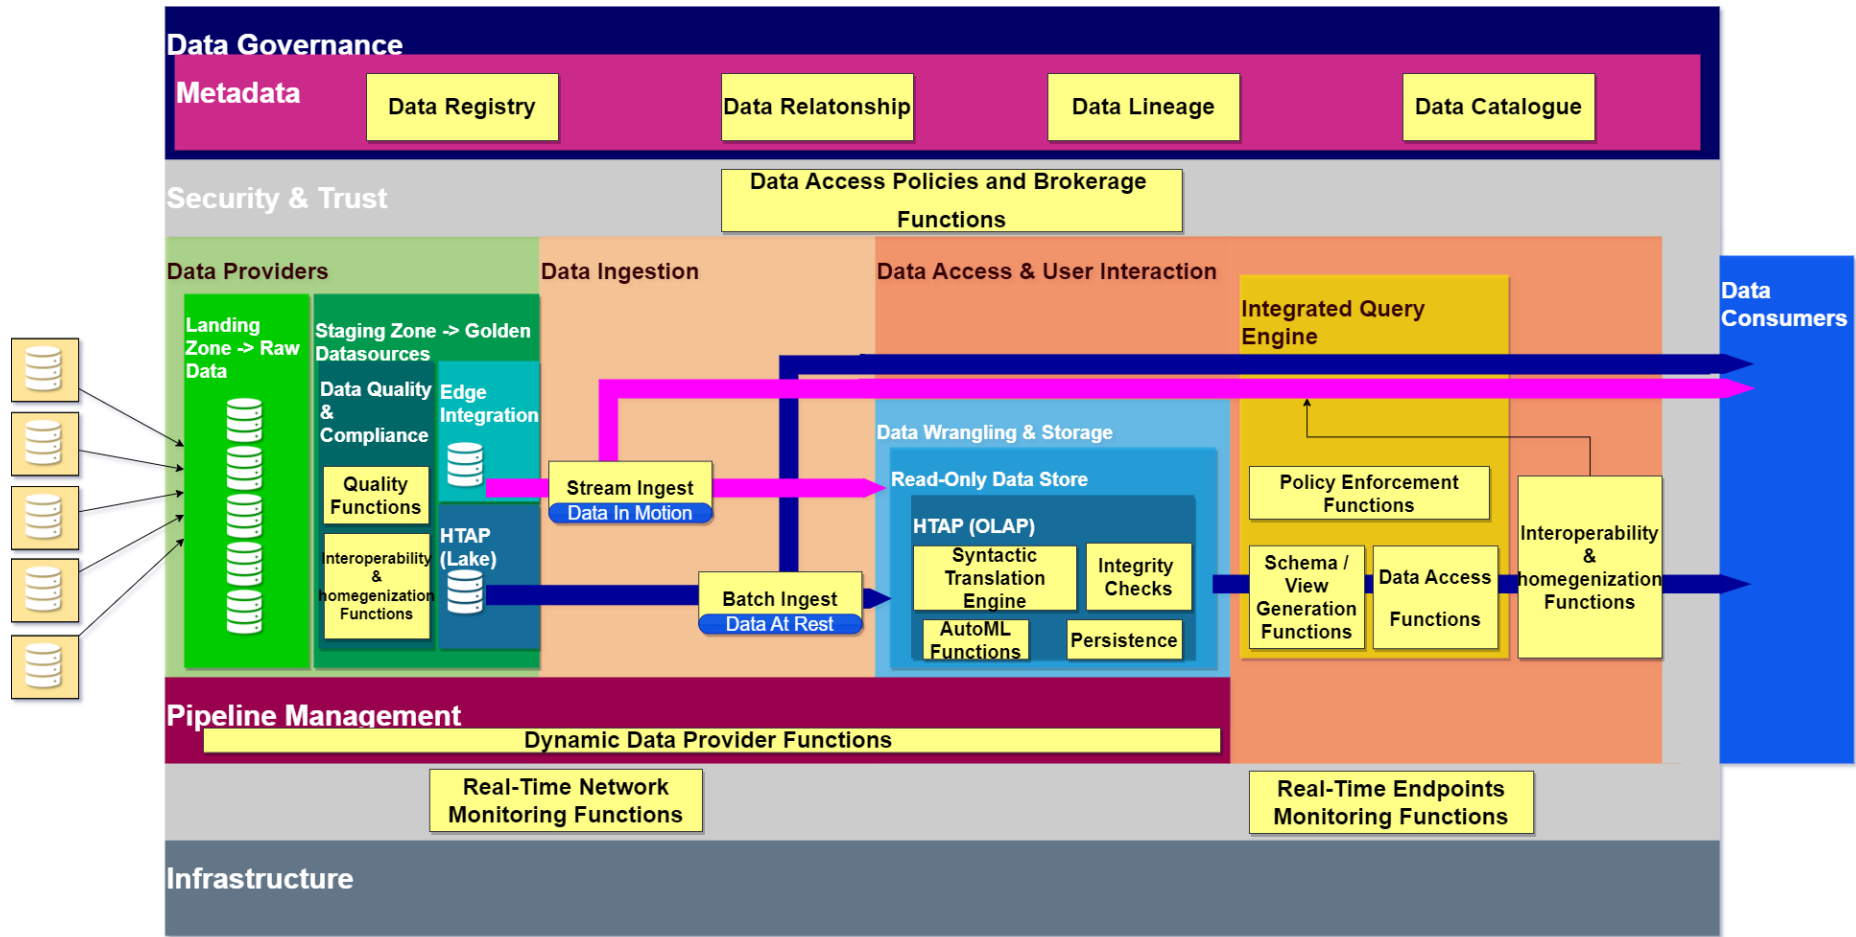 Data Governance
Metadata
Data Registry
Data Relatonship
Data Lineage
Data Catalogue
Security & Trust
Data Access Policies and Brokerage
Functions
Data Providers
Data Ingestion
Data Access & User Interaction
Landing
Zone -> Raw
Data
Staging Zone -> Golden
Datasources
Data Quality
&
Compliance
Edge
Integration
Quality
Functions
Interoperability
&
homegenization
Functions
HTAP
(Lake)
Stream Ingest
Data In Motion
Batch Ingest
Data At Rest
Data Wrangling & Storage
Read-Only Data Store
HTAP (OLAP)
Syntactic
Translation
Engine
Integrity
Checks
AutoML
Functions
Persistence
Integrated Query
Engine
Policy Enforcement
Functions
Schema /
View
Generation
Functions
Data Access
Functions
Interoperability
&
homegenization
Functions
Data
Consumers
Pipeline Management
Dynamic Data Provider Functions
Real-Time Network
Monitoring Functions
Real-Time Endpoints
Monitoring Functions
Infrastructure